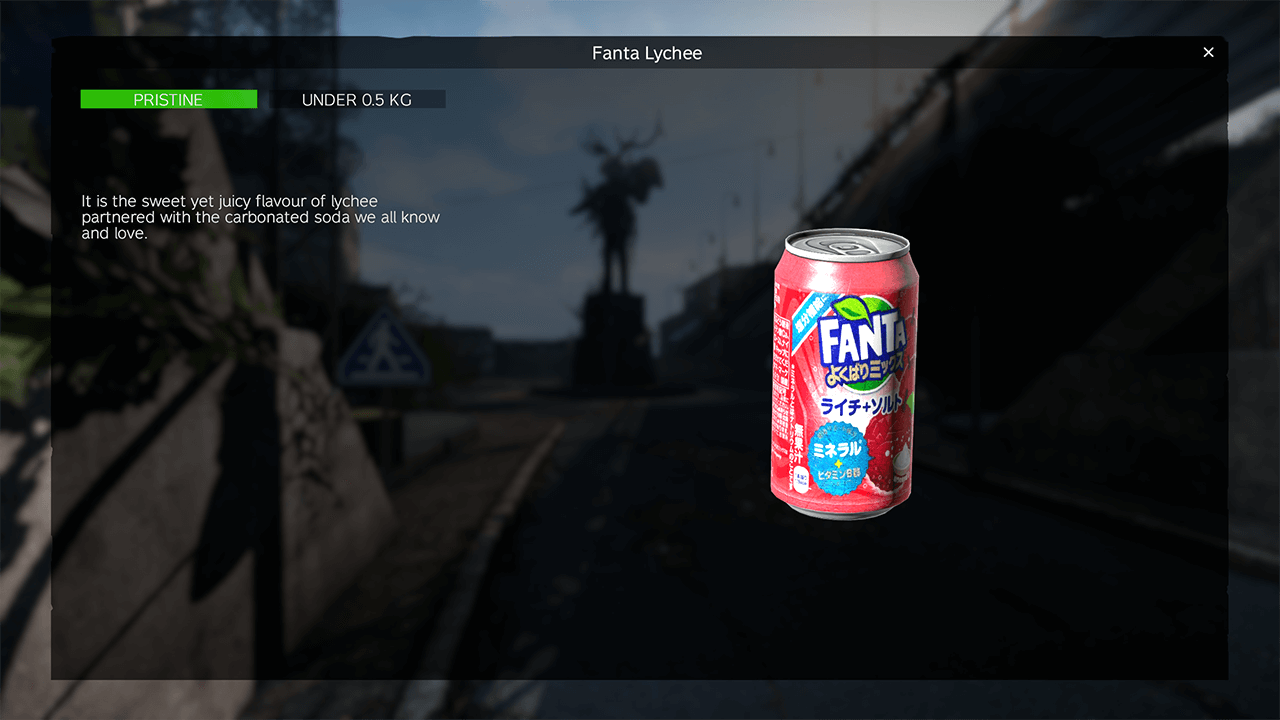 Fanta Lychee
×
PRISTINE
UNDER 0.5 KG
It is the sweet yet juicy flavour of lychee
partnered with the carbonated soda we all know
and love.
FANTA
よくばりミックス
ライチ+ソルト
無果汁
ミネラル
+
ビタミンB群